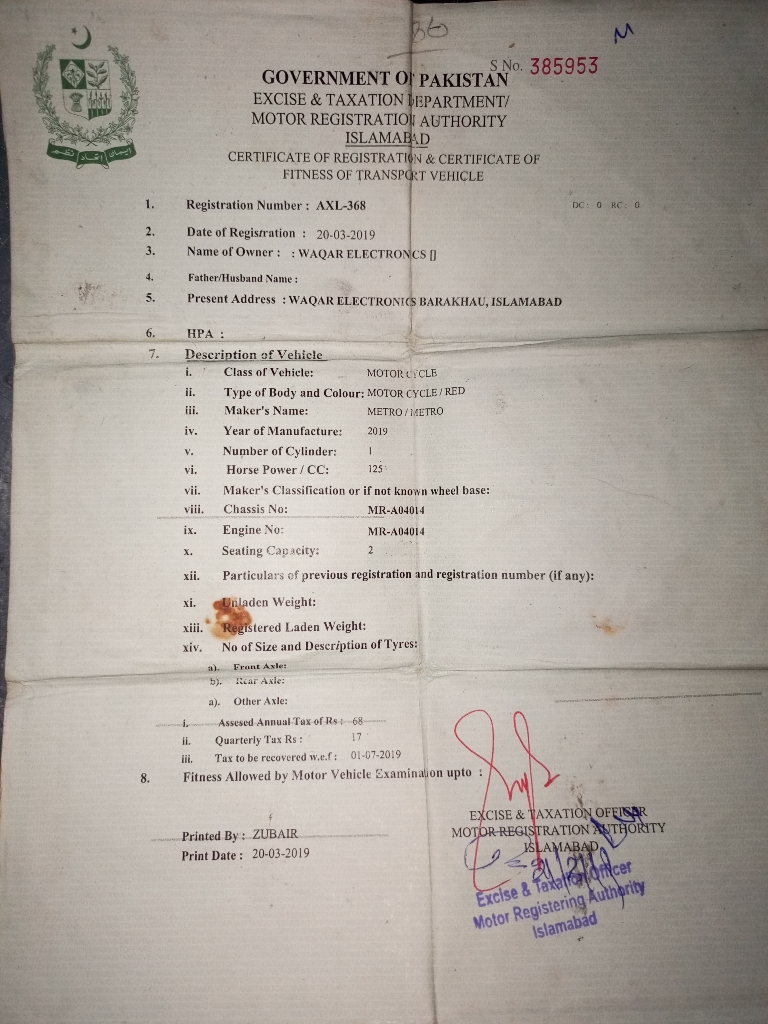 36
M
S No. 385953
GOVERNMENT OF PAKISTAN
EXCISE & TAXATION DEPARTMENT/
MOTOR REGISTRATION AUTHORITY
ISLAMABAD
CERTIFICATE OF REGISTRATION & CERTIFICATE OF
FITNESS OF TRANSPORT VEHICLE
ایمان اتحاد نظم
1. Registration Number : AXL-368 DC: 0 RC: 0
2. Date of Registration : 20-03-2019
3. Name of Owner : : WAQAR ELECTRONICS []
4. Father/Husband Name :
5. Present Address : WAQAR ELECTRONICS BARAKHAU, ISLAMABAD
6. HPA :
7. Description of Vehicle
i. Class of Vehicle: MOTOR CYCLE
ii. Type of Body and Colour: MOTOR CYCLE / RED
iii. Maker's Name: METRO / METRO
iv. Year of Manufacture: 2019
v. Number of Cylinder: 1
vi. Horse Power / CC: 125
vii. Maker's Classification or if not known wheel base:
viii. Chassis No: MR-A04014
ix. Engine No: MR-A04014
x. Seating Capacity: 2
xii. Particulars of previous registration and registration number (if any):
xi. Unladen Weight:
xiii. Registered Laden Weight:
xiv. No of Size and Description of Tyres:
a). Front Axle:
b). Rear Axle:
a). Other Axle:
i. Assesed Annual Tax of Rs : 68
ii. Quarterly Tax Rs : 17
iii. Tax to be recovered w.e.f : 01-07-2019
8. Fitness Allowed by Motor Vehicle Examination upto :
EXCISE & TAXATION OFFICER
MOTOR REGISTRATION AUTHORITY
ISLAMABAD
Printed By : ZUBAIR
Print Date : 20-03-2019
Excise & Taxation Officer
Motor Registering Authority
Islamabad